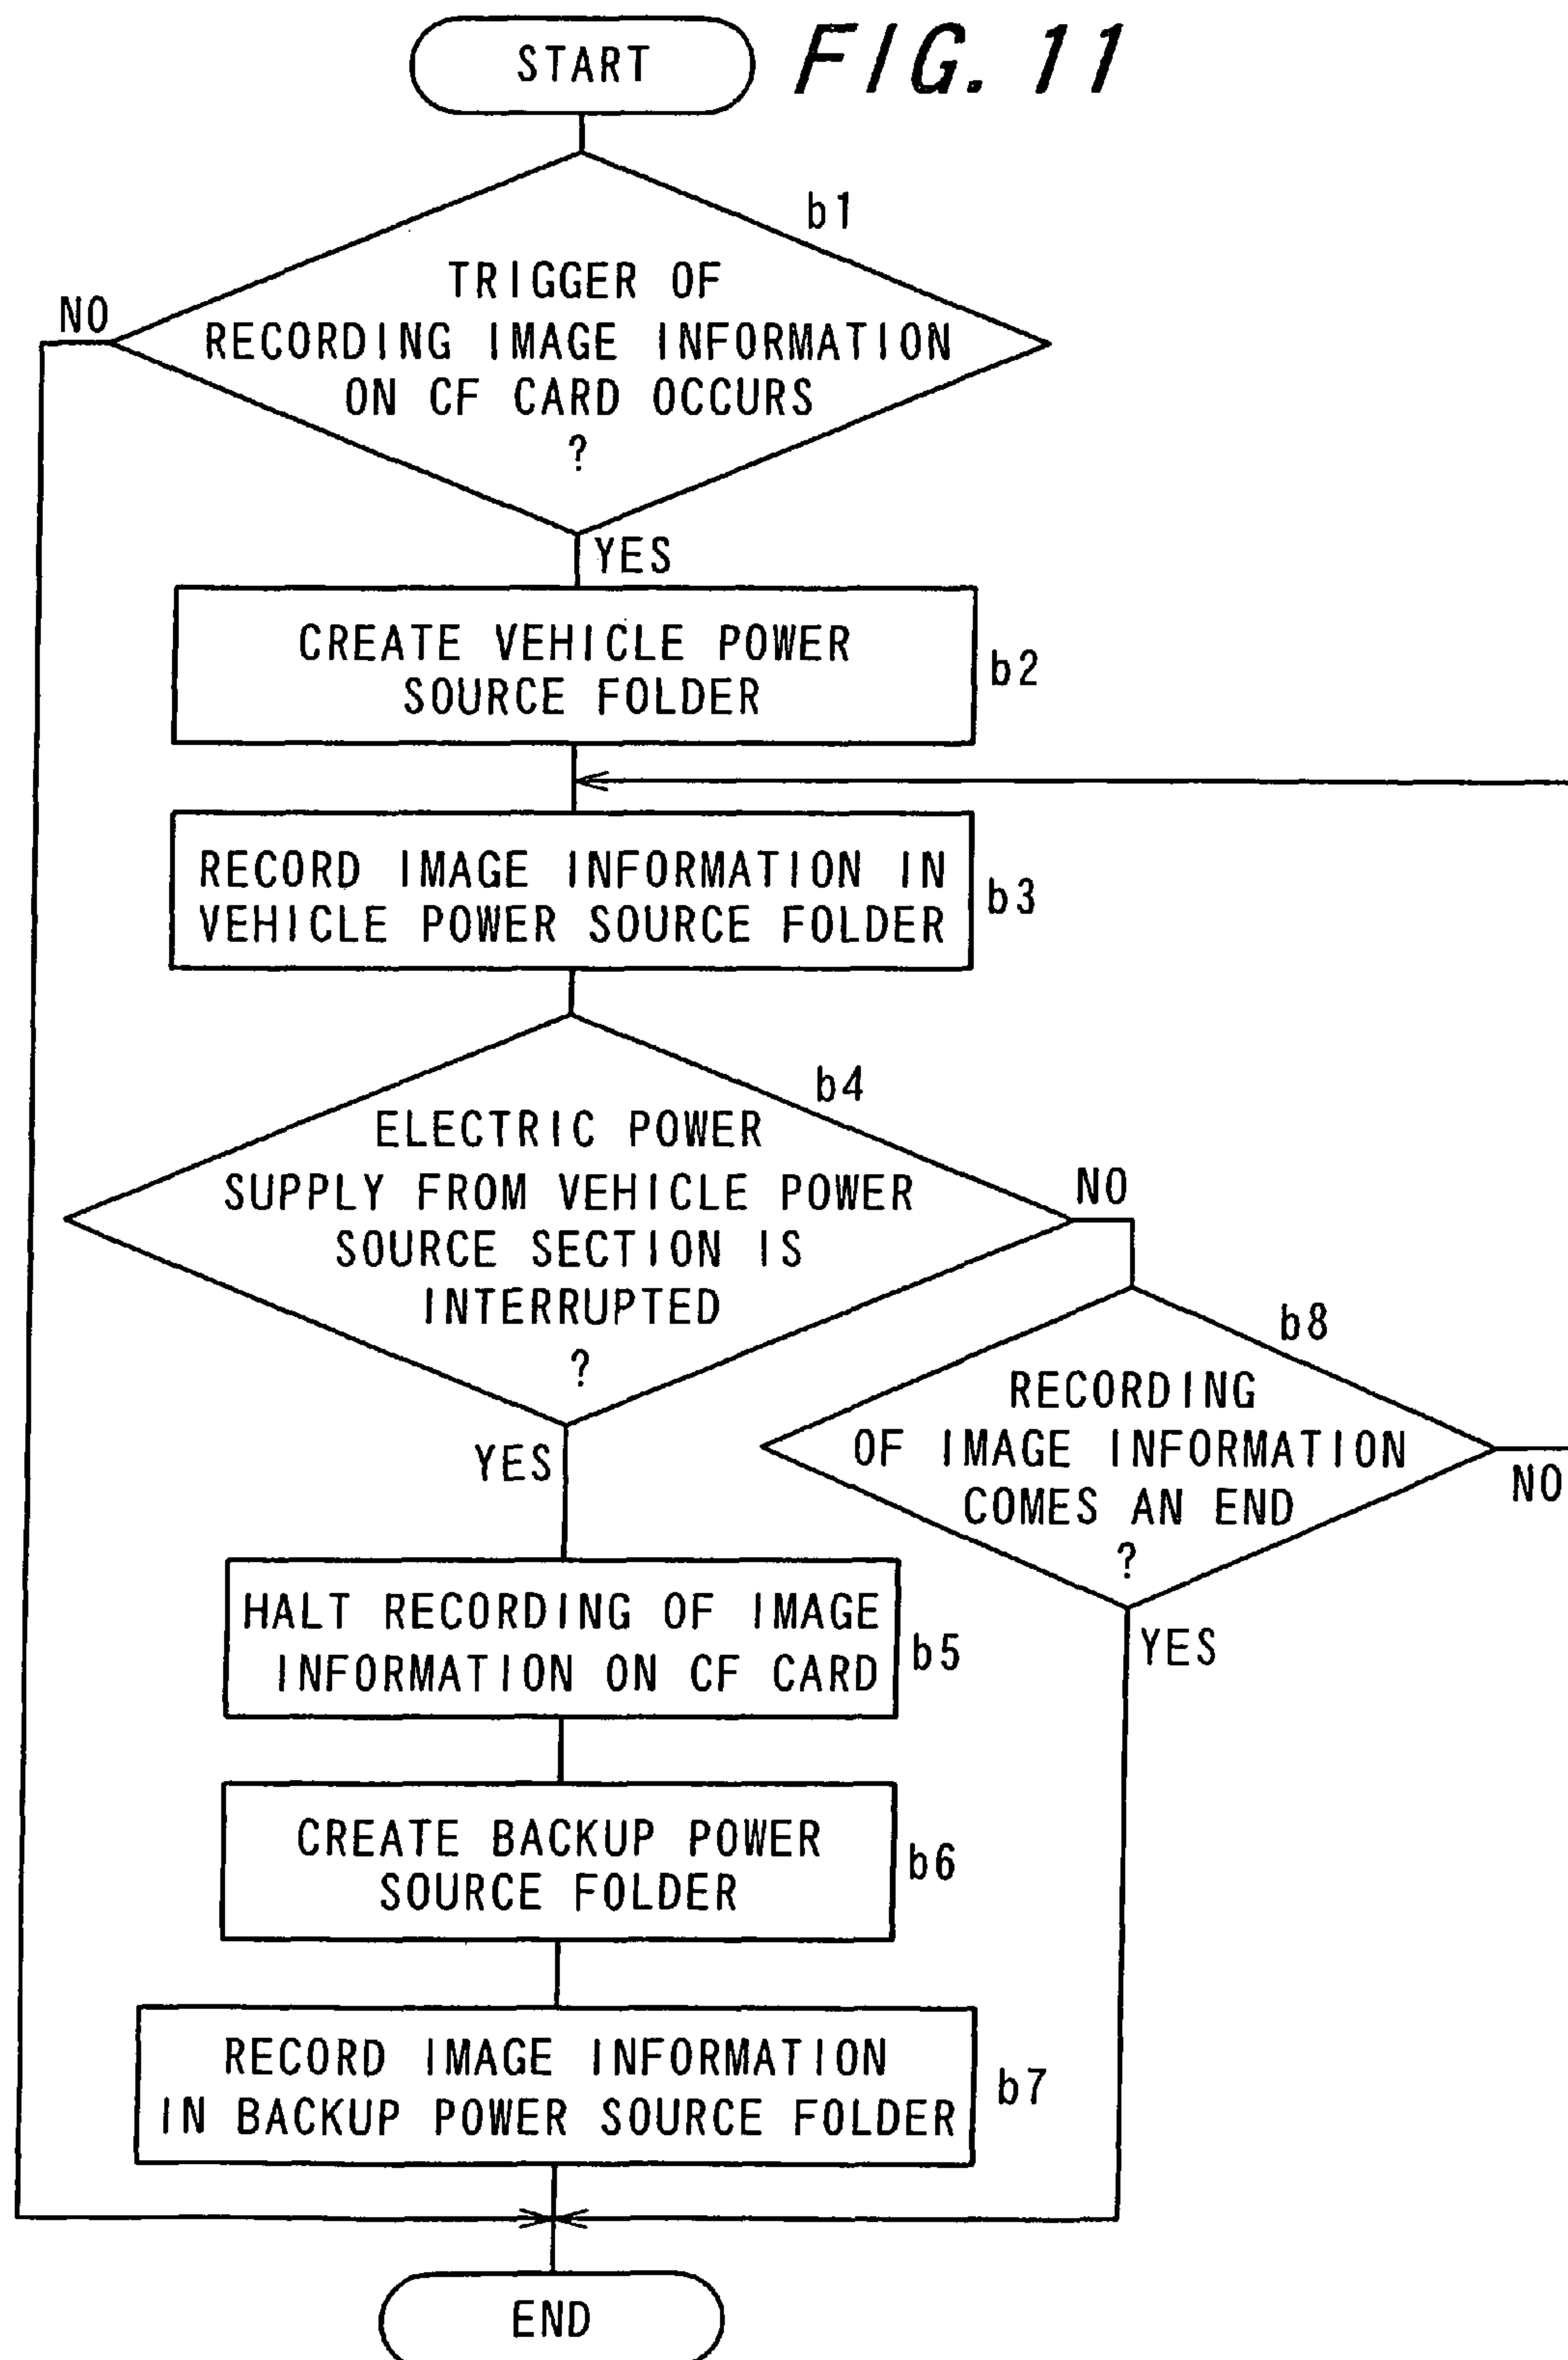 START
FIG. 11
b1
TRIGGER OF
RECORDING IMAGE INFORMATION
ON CF CARD OCCURS
?
NO
YES
CREATE VEHICLE POWER
SOURCE FOLDER
b2
RECORD IMAGE INFORMATION IN
VEHICLE POWER SOURCE FOLDER
b3
b4
ELECTRIC POWER
SUPPLY FROM VEHICLE POWER
SOURCE SECTION IS
INTERRUPTED
?
NO
YES
b8
RECORDING
OF IMAGE INFORMATION
COMES AN END
?
NO
YES
HALT RECORDING OF IMAGE
INFORMATION ON CF CARD
b5
CREATE BACKUP POWER
SOURCE FOLDER
b6
RECORD IMAGE INFORMATION
IN BACKUP POWER SOURCE FOLDER
b7
END